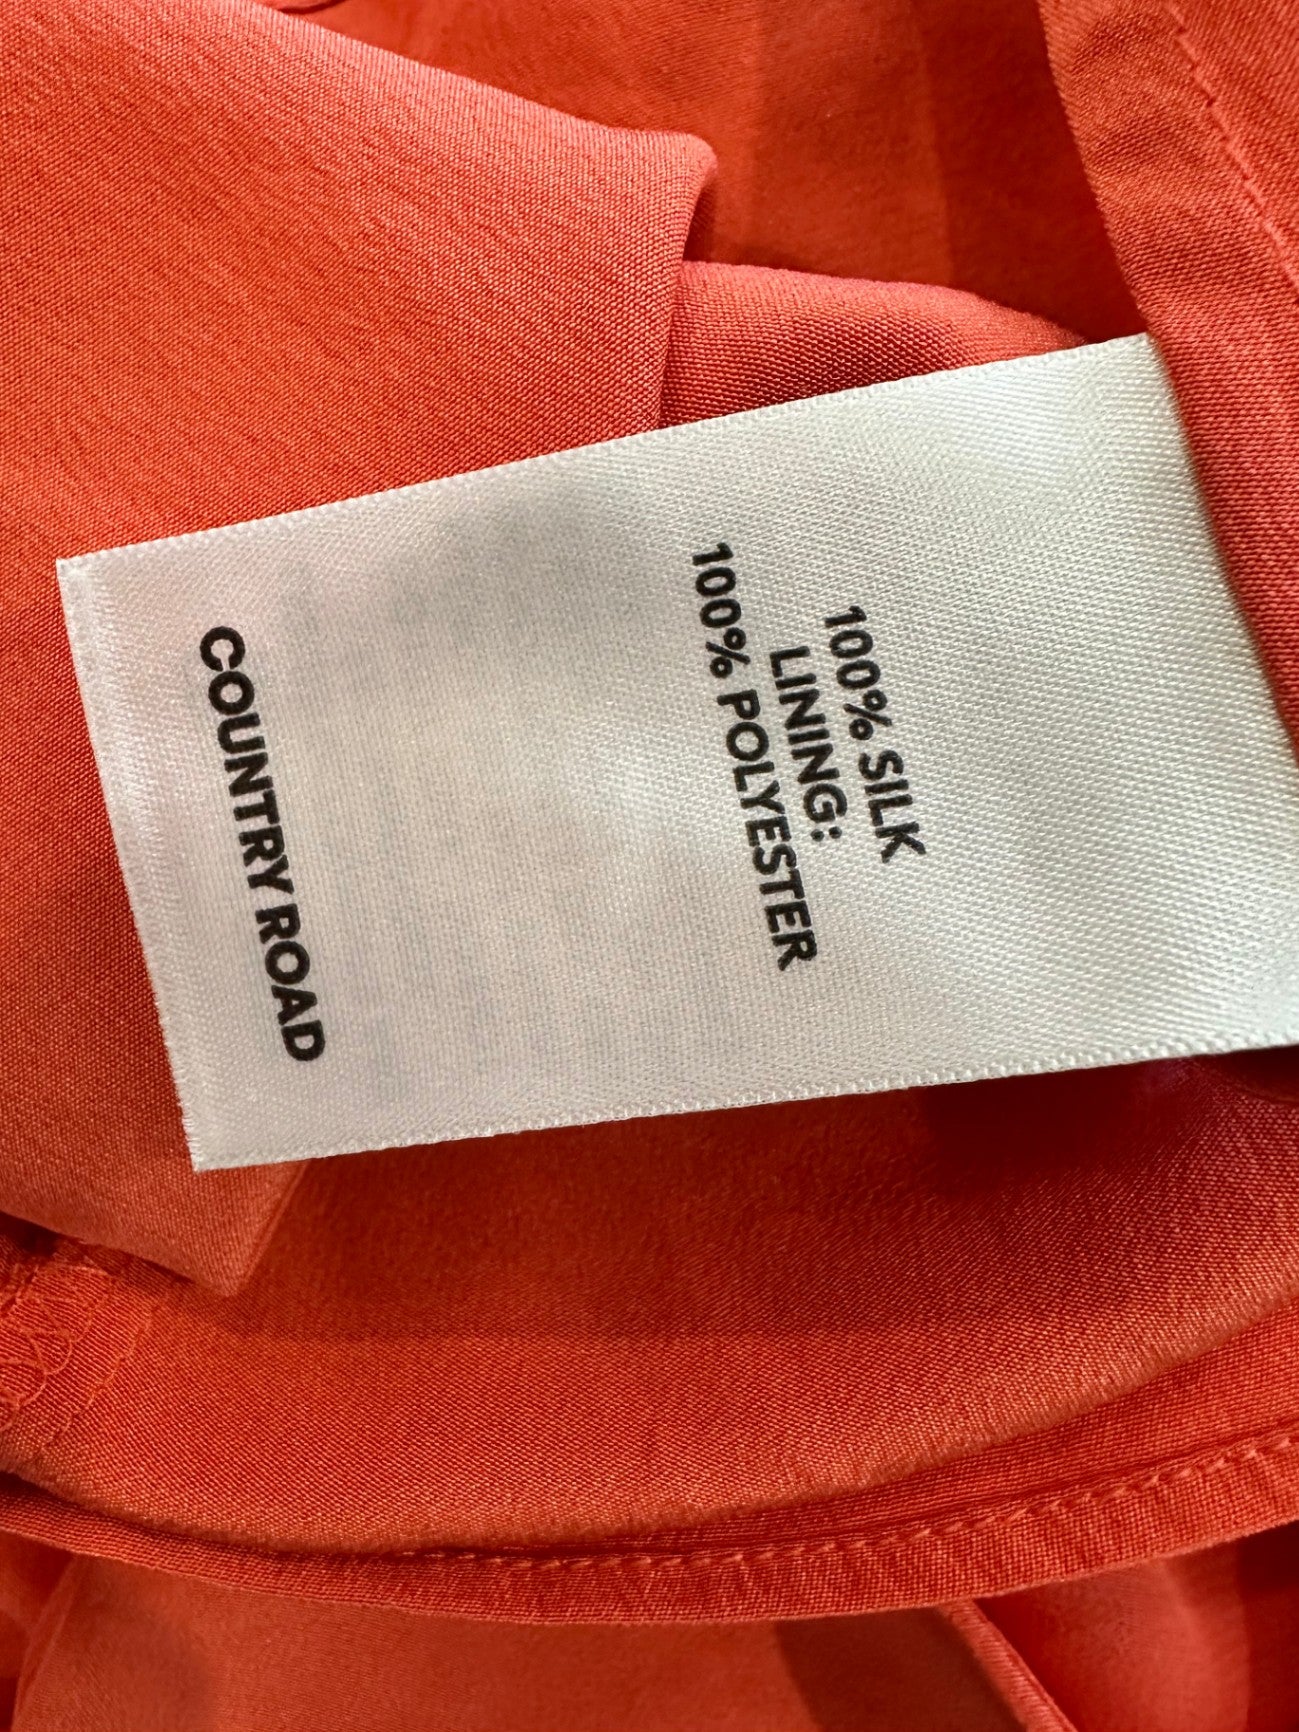 100% SILK
LINING:
100% POLYESTER
COUNTRY ROAD